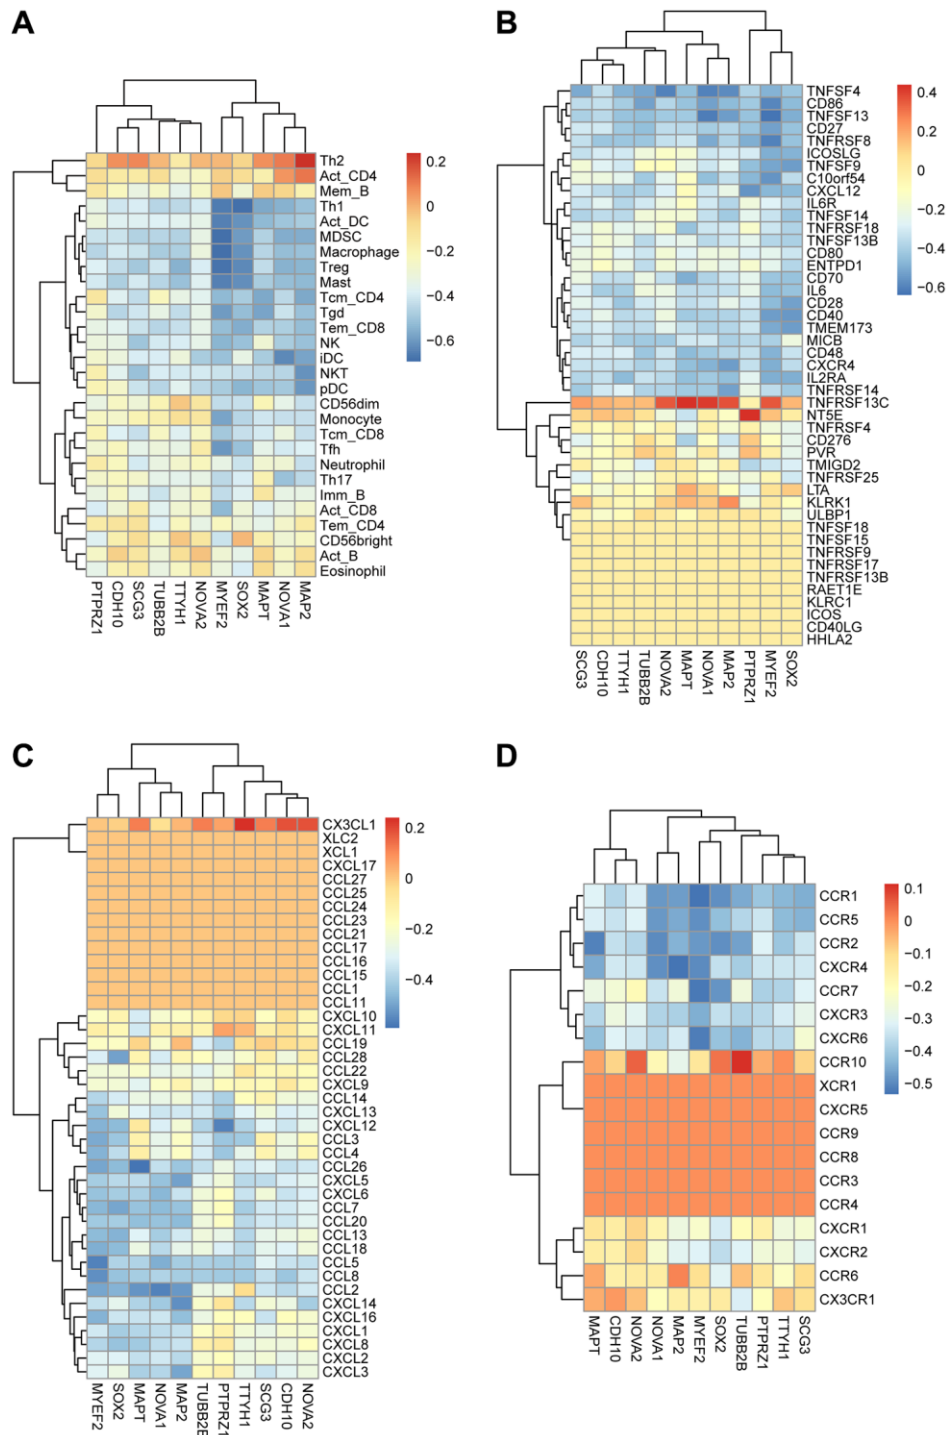 A
Th2
Act_CD4
Mem_B
Th1
Act_DC
MDSC
Macrophage
Treg
Mast
Tcm_CD4
Tgd
Tem_CD8
NK
iDC
NKT
pDC
CD56dim
Monocyte
Tcm_CD8
Tfh
Neutrophil
Th17
Imm_B
Act_CD8
Tem_CD4
CD56bright
Act_B
Eosinophil
0.2
0
−0.2
−0.4
−0.6
PTPRZ1
CDH10
SCG3
TUBB2B
TTYH1
NOVA2
MYEF2
SOX2
MAPT
NOVA1
MAP2
B
TNFSF4
CD86
TNFSF13
CD27
TNFRSF8
ICOSLG
TNFSF9
C10orf54
CXCL12
IL6R
TNFSF14
TNFRSF18
TNFSF13B
CD80
ENTPD1
CD70
IL6
CD28
CD40
TMEM173
MICB
CD48
CXCR4
IL2RA
TNFRSF14
TNFRSF13C
NT5E
TNFRSF4
CD276
PVR
TMIGD2
TNFRSF25
LTA
KLRK1
ULBP1
TNFSF18
TNFSF15
TNFRSF9
TNFRSF17
TNFRSF13B
RAET1E
KLRC1
ICOS
CD40LG
HHLA2
0.4
0.2
0
−0.2
−0.4
−0.6
SCG3
CDH10
TTYH1
TUBB2B
NOVA2
MAPT
NOVA1
MAP2
PTPRZ1
MYEF2
SOX2
C
CX3CL1
XLC2
XCL1
CXCL17
CCL27
CCL25
CCL24
CCL23
CCL21
CCL17
CCL16
CCL15
CCL1
CCL11
CXCL10
CXCL11
CCL19
CCL28
CCL22
CXCL9
CCL14
CXCL13
CXCL12
CCL3
CCL4
CCL26
CXCL5
CXCL6
CCL7
CCL20
CCL13
CCL18
CCL5
CCL8
CCL2
CXCL14
CXCL16
CXCL1
CXCL8
CXCL2
CXCL3
0.2
0
−0.2
−0.4
MYEF2
SOX2
MAPT
NOVA1
MAP2
TUBB2B
PTPRZ1
TTYH1
SCG3
CDH10
NOVA2
D
CCR1
CCR5
CCR2
CXCR4
CCR7
CXCR3
CXCR6
CCR10
XCR1
CXCR5
CCR9
CCR8
CCR3
CCR4
CXCR1
CXCR2
CCR6
CX3CR1
0.1
0
−0.1
−0.2
−0.3
−0.4
−0.5
MAPT
CDH10
NOVA2
NOVA1
MAP2
MYEF2
SOX2
TUBB2B
PTPRZ1
TTYH1
SCG3